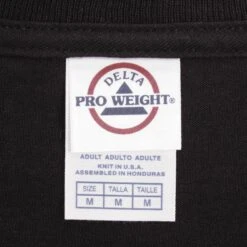 DELTA
PRO WEIGHT®
ADULT ADULTO ADULTE
KNIT IN U.S.A.
ASSEMBLED IN HONDURAS
SIZE TALLA TAILLE
M M M